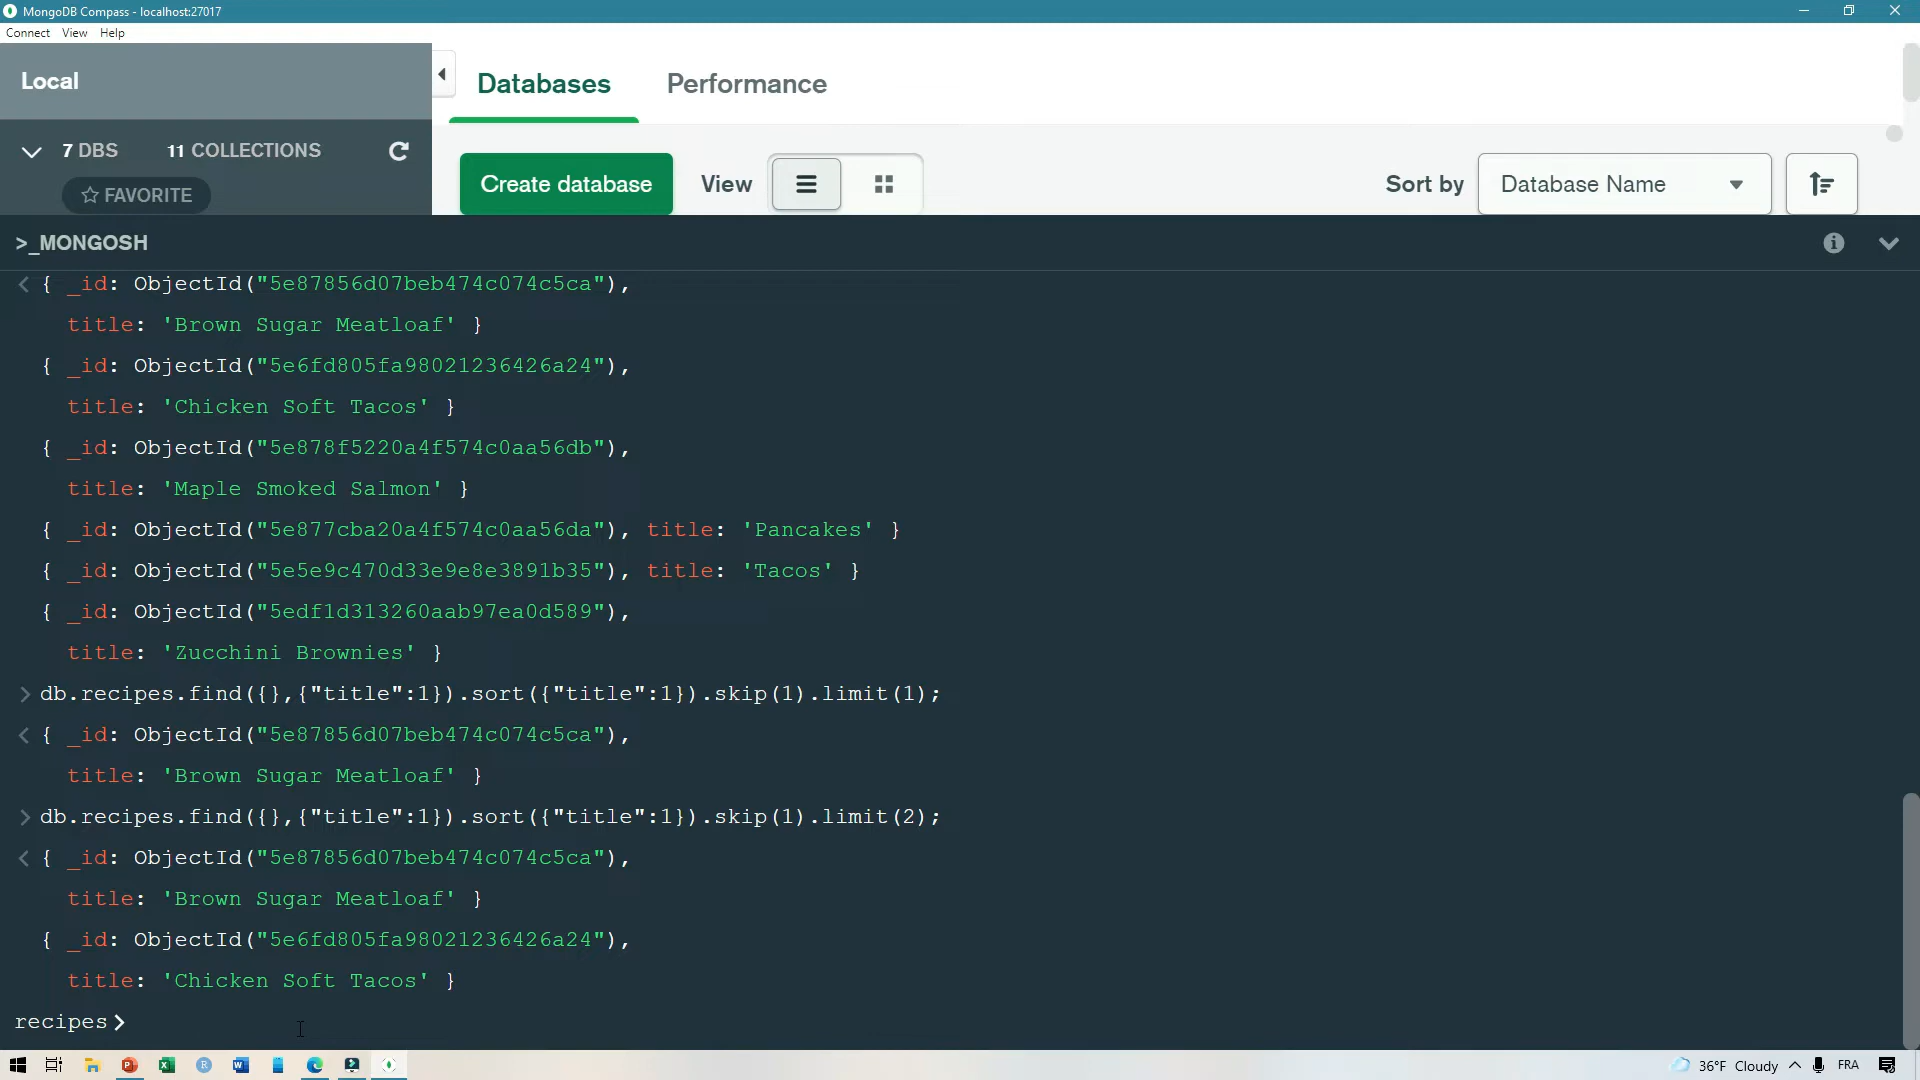 MongoDB Compass - localhost:27017
Connect View Help
Local
Databases Performance
7 DBS 11 COLLECTIONS
FAVORITE
Create database View Sort by Database Name
>_MONGOSH
{ _id: ObjectId("5e87856d07beb474c074c5ca"),
title: 'Brown Sugar Meatloaf' }
{ _id: ObjectId("5e6fd805fa98021236426a24"),
title: 'Chicken Soft Tacos' }
{ _id: ObjectId("5e878f5220a4f574c0aa56db"),
title: 'Maple Smoked Salmon' }
{ _id: ObjectId("5e877cba20a4f574c0aa56da"), title: 'Pancakes' }
{ _id: ObjectId("5e5e9c470d33e9e8e3891b35"), title: 'Tacos' }
{ _id: ObjectId("5edf1d313260aab97ea0d589"),
title: 'Zucchini Brownies' }
> db.recipes.find({},{"title":1}).sort({"title":1}).skip(1).limit(1);
< { _id: ObjectId("5e87856d07beb474c074c5ca"),
title: 'Brown Sugar Meatloaf' }
> db.recipes.find({},{"title":1}).sort({"title":1}).skip(1).limit(2);
< { _id: ObjectId("5e87856d07beb474c074c5ca"),
title: 'Brown Sugar Meatloaf' }
{ _id: ObjectId("5e6fd805fa98021236426a24"),
title: 'Chicken Soft Tacos' }
recipes>
36°F Cloudy FRA